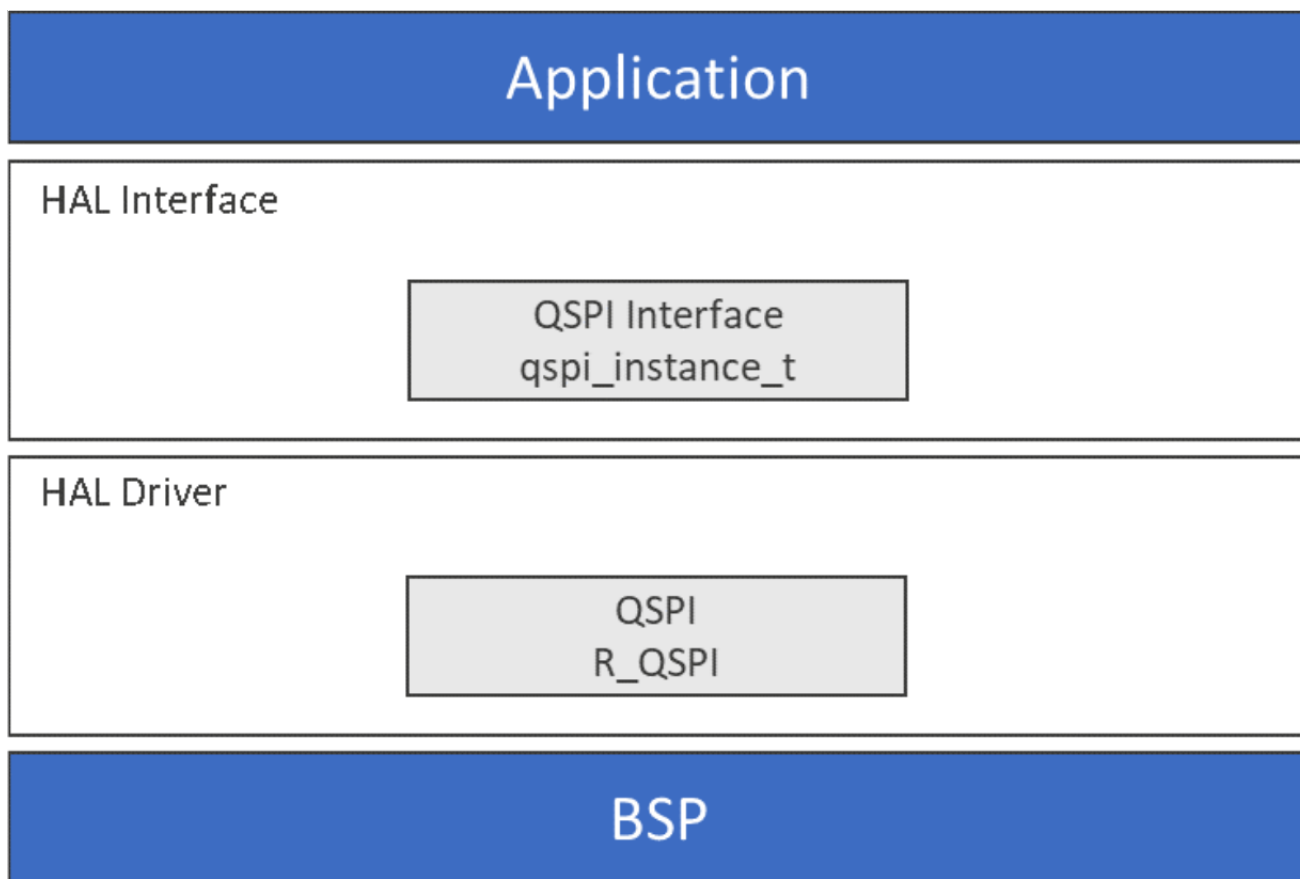 Application
HAL Interface
QSPI Interface
qspi_instance_t
HAL Driver
QSPI
R_QSPI
BSP